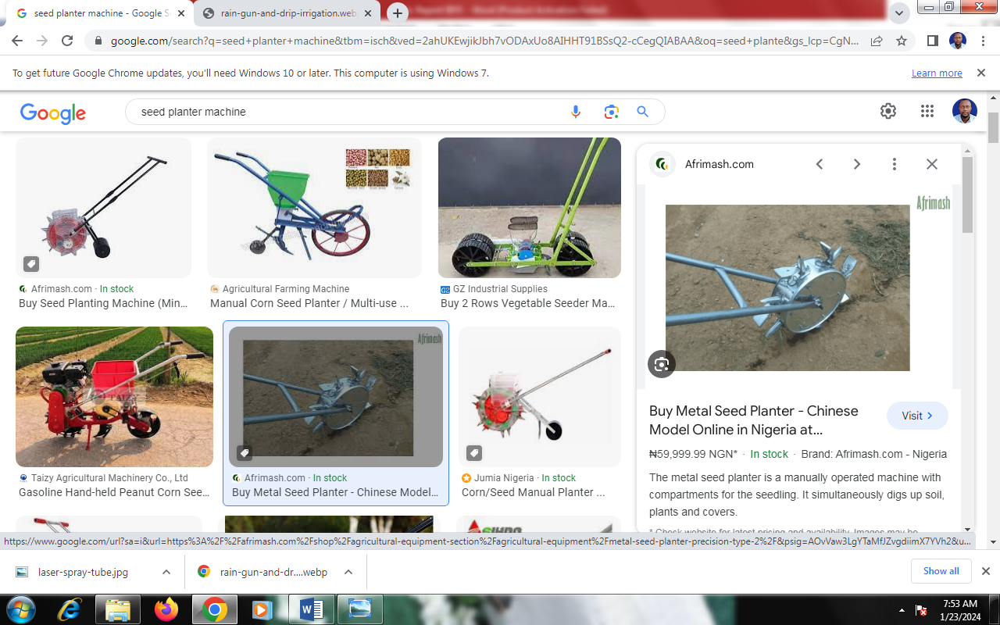 seed planter machine - Google S
rain-gun-and-drip-irrigation.web
google.com/search?q=seed+planter+machine&tbm=isch&ved=2ahUKEwjikJbh7vODAxUo8AIHHT91BSsQ2-cCegQIABAA&oq=seed+plante&gs_lcp=CgN...
To get future Google Chrome updates, you'll need Windows 10 or later. This computer is using Windows 7.
Learn more
Google
seed planter machine
Afrimash.com · In stock
Buy Seed Planting Machine (Min...
Agricultural Farming Machine
Manual Corn Seed Planter / Multi-use ...
GZ Industrial Supplies
Buy 2 Rows Vegetable Seeder Ma...
TAIZY
Taizy Agricultural Machinery Co., Ltd
Gasoline Hand-held Peanut Corn See...
Afrimash
Afrimash.com · In stock
Buy Metal Seed Planter - Chinese Model...
Jumia Nigeria · In stock
Corn/Seed Manual Planter ...
Afrimash.com
Afrimash
Buy Metal Seed Planter - Chinese
Model Online in Nigeria at...
Visit
₦59,999.99 NGN* · In stock · Brand: Afrimash.com - Nigeria
The metal seed planter is a manually operated machine with
compartments for the seedling. It simultaneously digs up soil,
plants and covers.
* Check website for latest pricing and availability. Images may be
https://www.google.com/url?sa=i&url=https%3A%2F%2Fafrimash.com%2Fshop%2Fagricultural-equipment-section%2Fagricultural-equipment%2Fmetal-seed-planter-precision-type-2%2F&psig=AOvVaw3LgYTaMfJZvgdiimX7YVh2&u...
laser-spray-tube.jpg
rain-gun-and-dr....webp
Show all
7:53 AM
1/23/2024